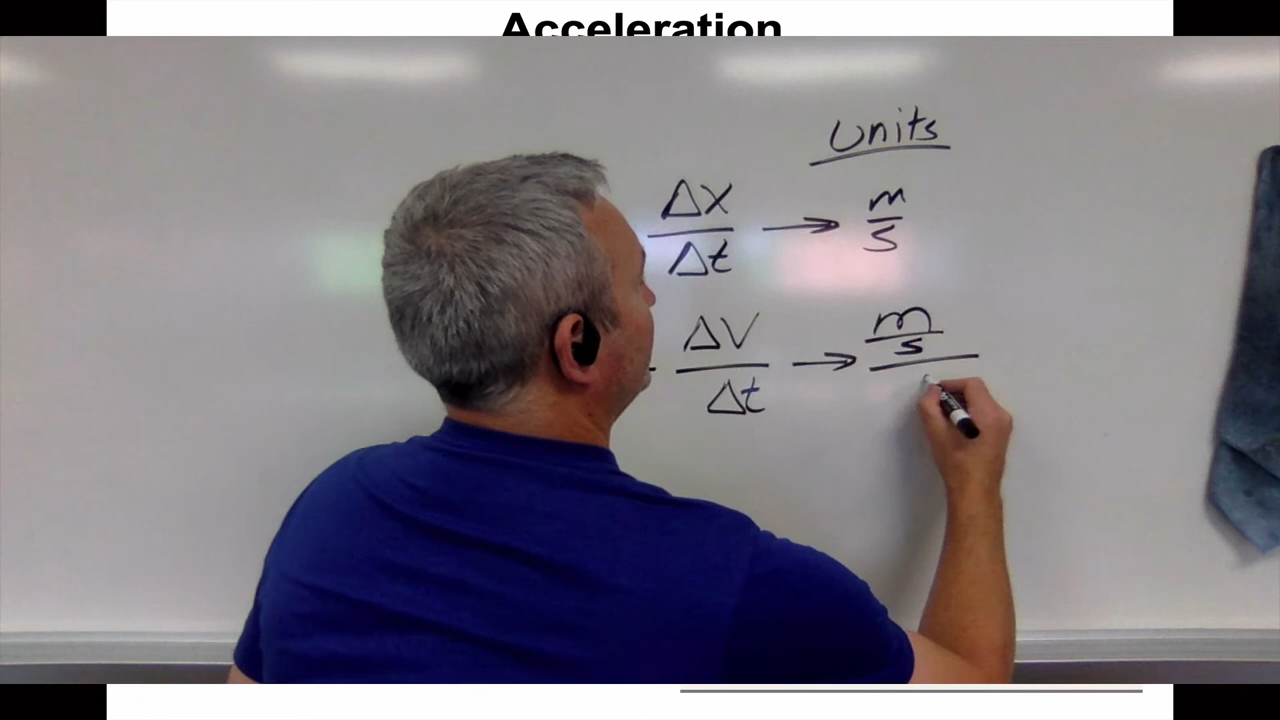 Acceleration
Units
Δx/Δt → m/s
Δv/Δt → m/s/